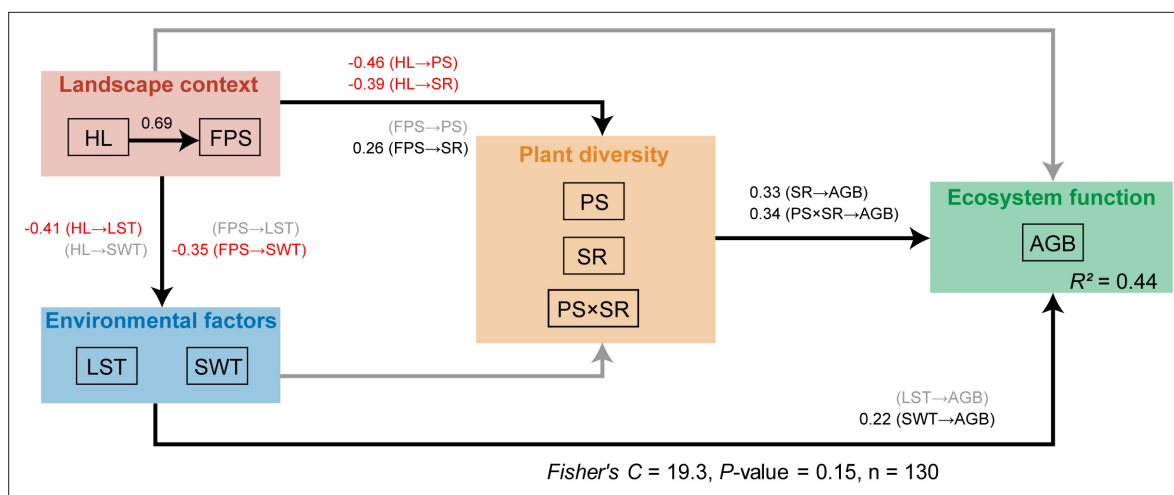 -0.46 (HL→PS)
-0.39 (HL→SR)
Landscape context
0.69
HL
FPS
(FPS→PS)
0.26 (FPS→SR)
Plant diversity
PS
SR
PS×SR
0.33 (SR→AGB)
0.34 (PS×SR→AGB)
Ecosystem function
AGB
R² = 0.44
-0.41 (HL→LST)
(HL→SWT)
(FPS→LST)
-0.35 (FPS→SWT)
Environmental factors
LST
SWT
(LST→AGB)
0.22 (SWT→AGB)
Fisher's C = 19.3, P-value = 0.15, n = 130